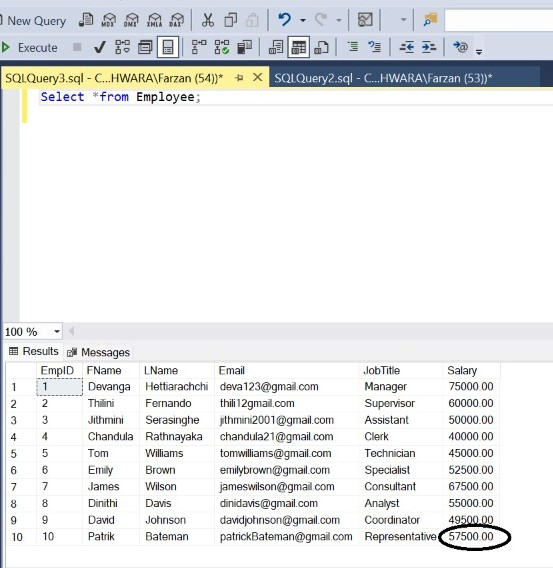 New Query MDX DMX XMLA DAX
Execute
SQLQuery3.sql - C...HWARA\Farzan (54))* SQLQuery2.sql - C...HWARA\Farzan (53))*
Select *from Employee;
100 %
Results Messages
EmpID FName LName Email JobTitle Salary
1 1 Devanga Hettiarachchi deva123@gmail.com Manager 75000.00
2 2 Thilini Fernando thili12gmail.com Supervisor 60000.00
3 3 Jithmini Serasinghe jithmini2001@gmail.com Assistant 50000.00
4 4 Chandula Rathnayaka chandula21@gmail.com Clerk 40000.00
5 5 Tom Williams tomwilliams@gmail.com Technician 45000.00
6 6 Emily Brown emilybrown@gmail.com Specialist 52500.00
7 7 James Wilson jameswilson@gmail.com Consultant 67500.00
8 8 Dinithi Davis dinidavis@gmail.com Analyst 55000.00
9 9 David Johnson davidjohnson@gmail.com Coordinator 49500.00
10 10 Patrik Bateman patrickBateman@gmail.com Representative 57500.00